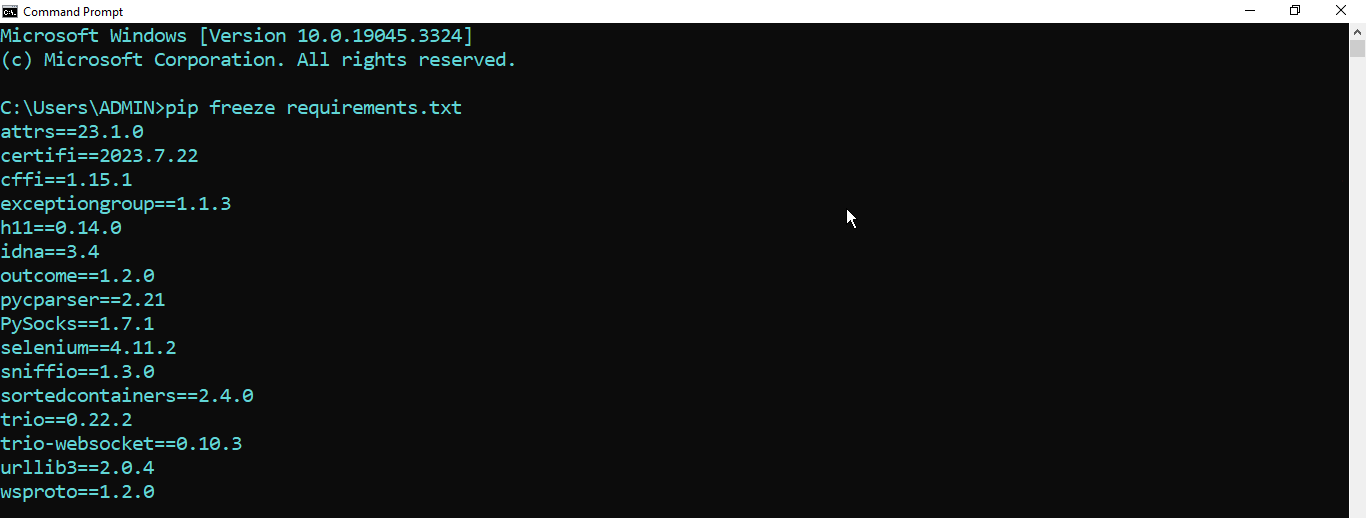 Command Prompt
Microsoft Windows [Version 10.0.19045.3324]
(c) Microsoft Corporation. All rights reserved.
C:\Users\ADMIN>pip freeze requirements.txt
attrs==23.1.0
certifi==2023.7.22
cffi==1.15.1
exceptiongroup==1.1.3
h11==0.14.0
idna==3.4
outcome==1.2.0
pycparser==2.21
PySocks==1.7.1
selenium==4.11.2
sniffio==1.3.0
sortedcontainers==2.4.0
trio==0.22.2
trio-websocket==0.10.3
urllib3==2.0.4
wsproto==1.2.0